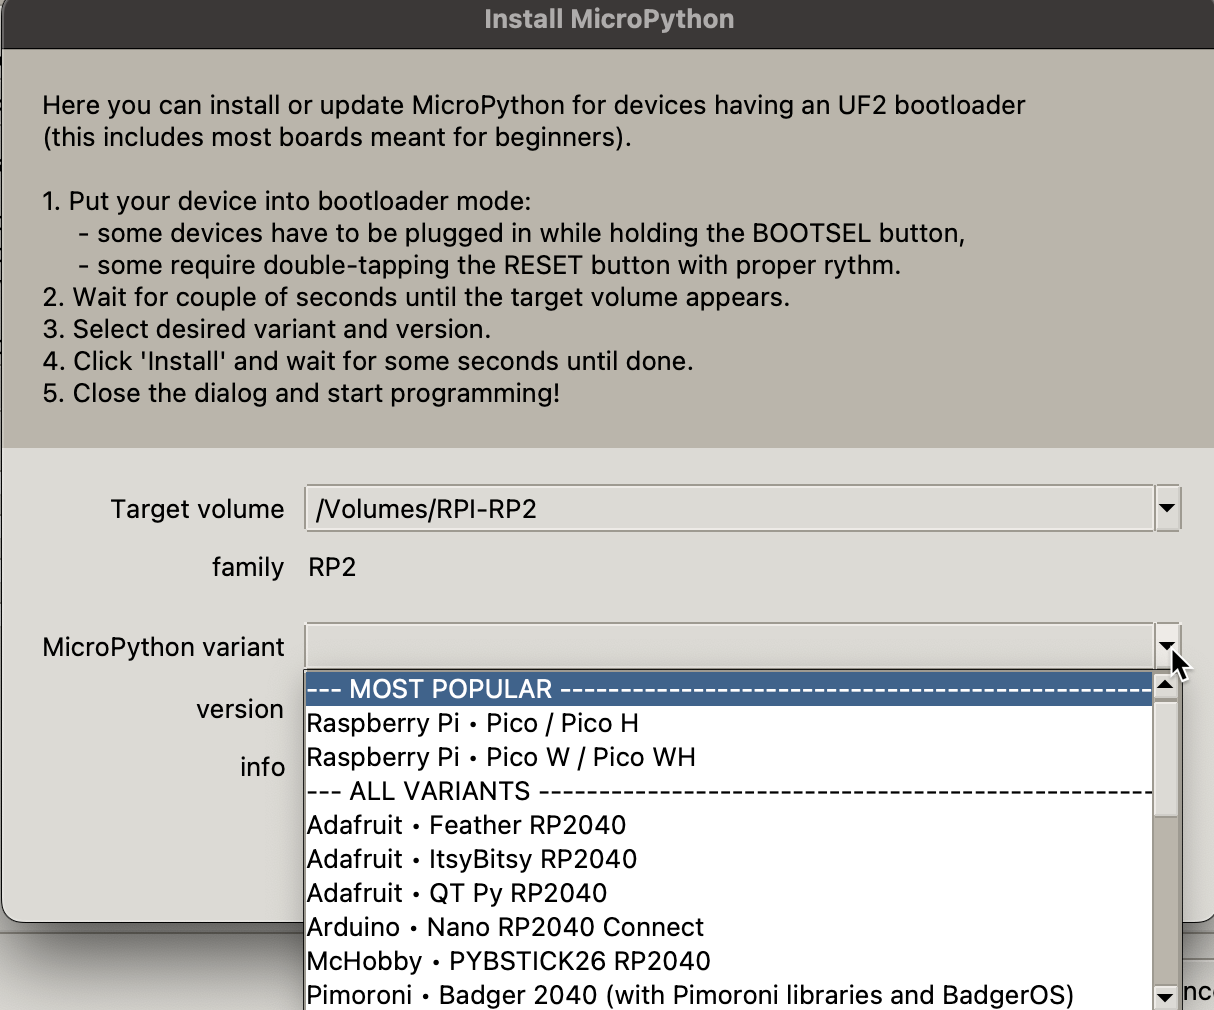 Install MicroPython
Here you can install or update MicroPython for devices having an UF2 bootloader
(this includes most boards meant for beginners).
1. Put your device into bootloader mode:
- some devices have to be plugged in while holding the BOOTSEL button,
- some require double-tapping the RESET button with proper rythm.
2. Wait for couple of seconds until the target volume appears.
3. Select desired variant and version.
4. Click 'Install' and wait for some seconds until done.
5. Close the dialog and start programming!
Target volume /Volumes/RPI-RP2
family RP2
MicroPython variant
version
info
--- MOST POPULAR --------------------------------------------------
Raspberry Pi • Pico / Pico H
Raspberry Pi • Pico W / Pico WH
--- ALL VARIANTS ----------------------------------------------------
Adafruit • Feather RP2040
Adafruit • ItsyBitsy RP2040
Adafruit • QT Py RP2040
Arduino • Nano RP2040 Connect
McHobby • PYBSTICK26 RP2040
Pimoroni • Badger 2040 (with Pimoroni libraries and BadgerOS)